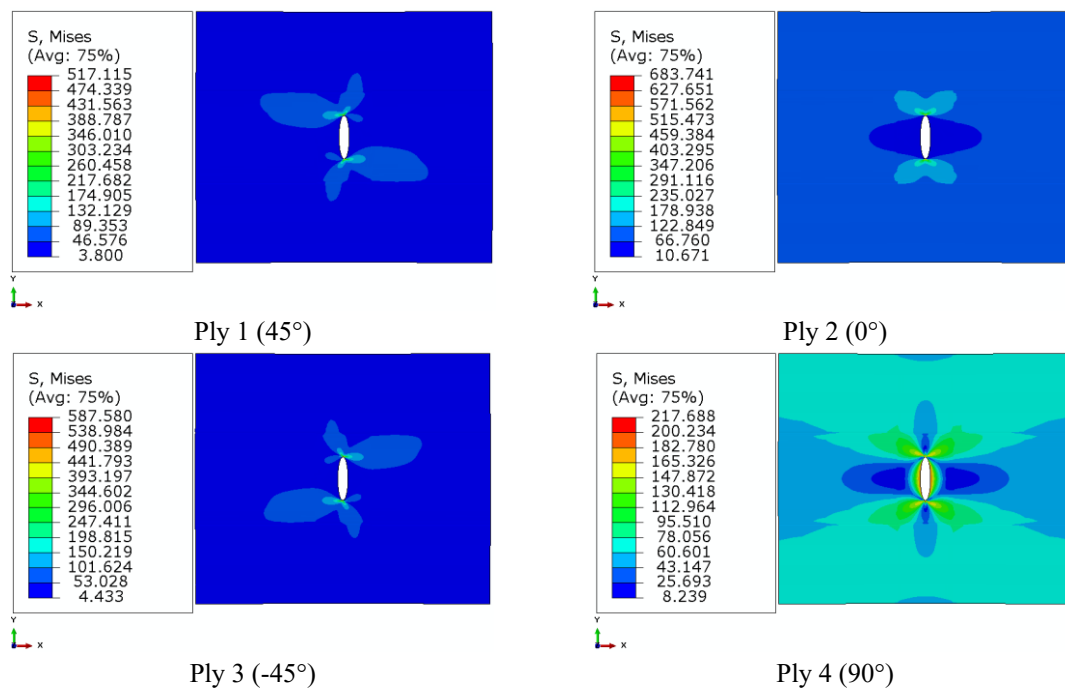 S, Mises
(Avg: 75%)
517.115
474.339
431.563
388.787
346.010
303.234
260.458
217.682
174.905
132.129
89.353
46.576
3.800
Y
X
Ply 1 (45°)
S, Mises
(Avg: 75%)
683.741
627.651
571.562
515.473
459.384
403.295
347.206
291.116
235.027
178.938
122.849
66.760
10.671
Y
X
Ply 2 (0°)
S, Mises
(Avg: 75%)
587.580
538.984
490.389
441.793
393.197
344.602
296.006
247.411
198.815
150.219
101.624
53.028
4.433
Y
X
Ply 3 (-45°)
S, Mises
(Avg: 75%)
217.688
200.234
182.780
165.326
147.872
130.418
112.964
95.510
78.056
60.601
43.147
25.693
8.239
Y
X
Ply 4 (90°)